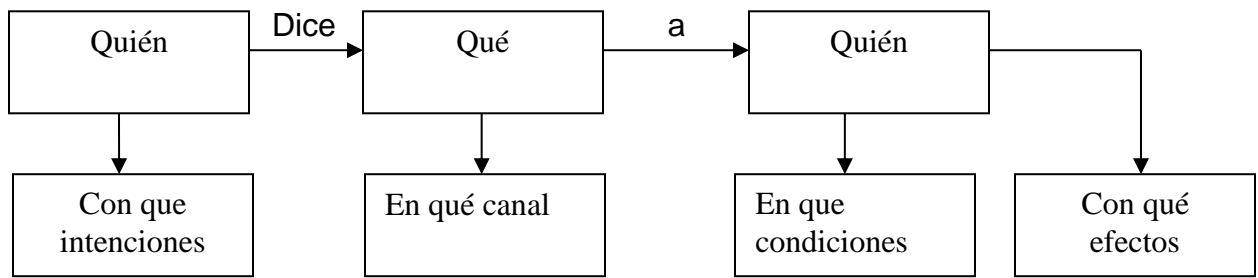 Quién
Dice
Qué
a
Quién
Con que
intenciones
En qué canal
En que
condiciones
Con qué
efectos